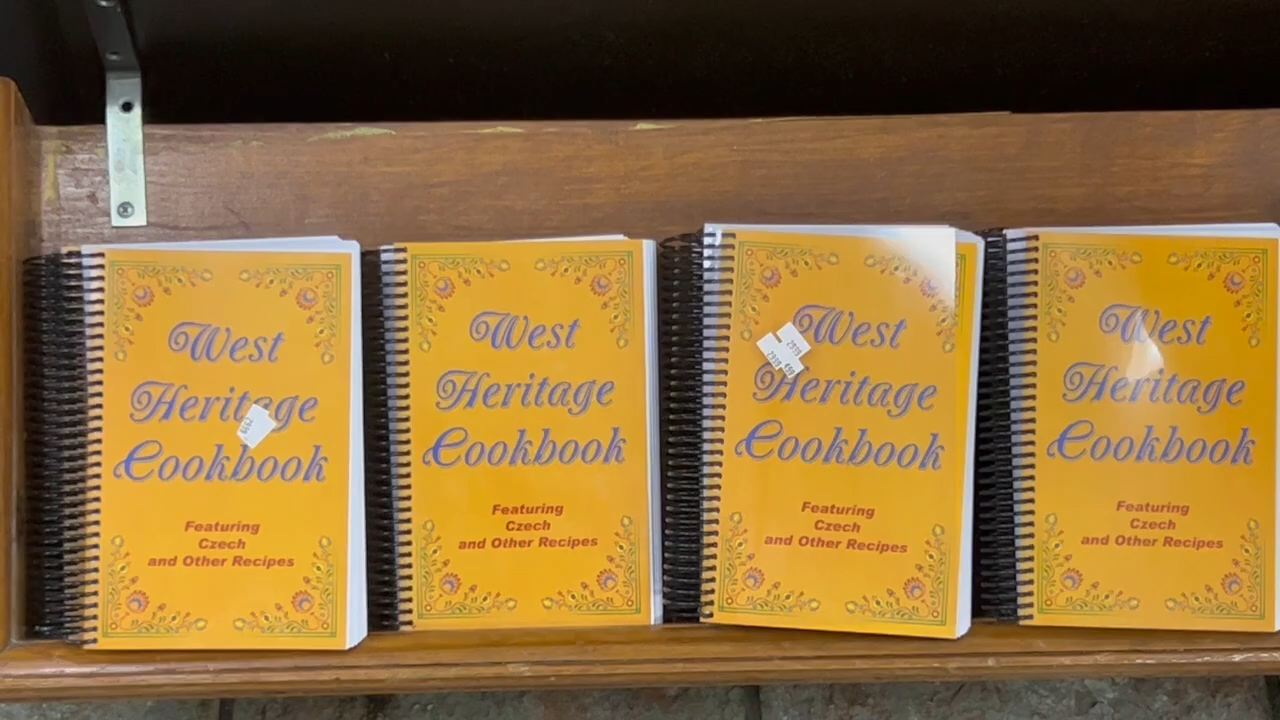 West
Heritage
Cookbook
Featuring
Czech
and Other Recipes
West
Heritage
Cookbook
Featuring
Czech
and Other Recipes
West
Heritage
Cookbook
Featuring
Czech
and Other Recipes
West
Heritage
Cookbook
Featuring
Czech
and Other Recipes